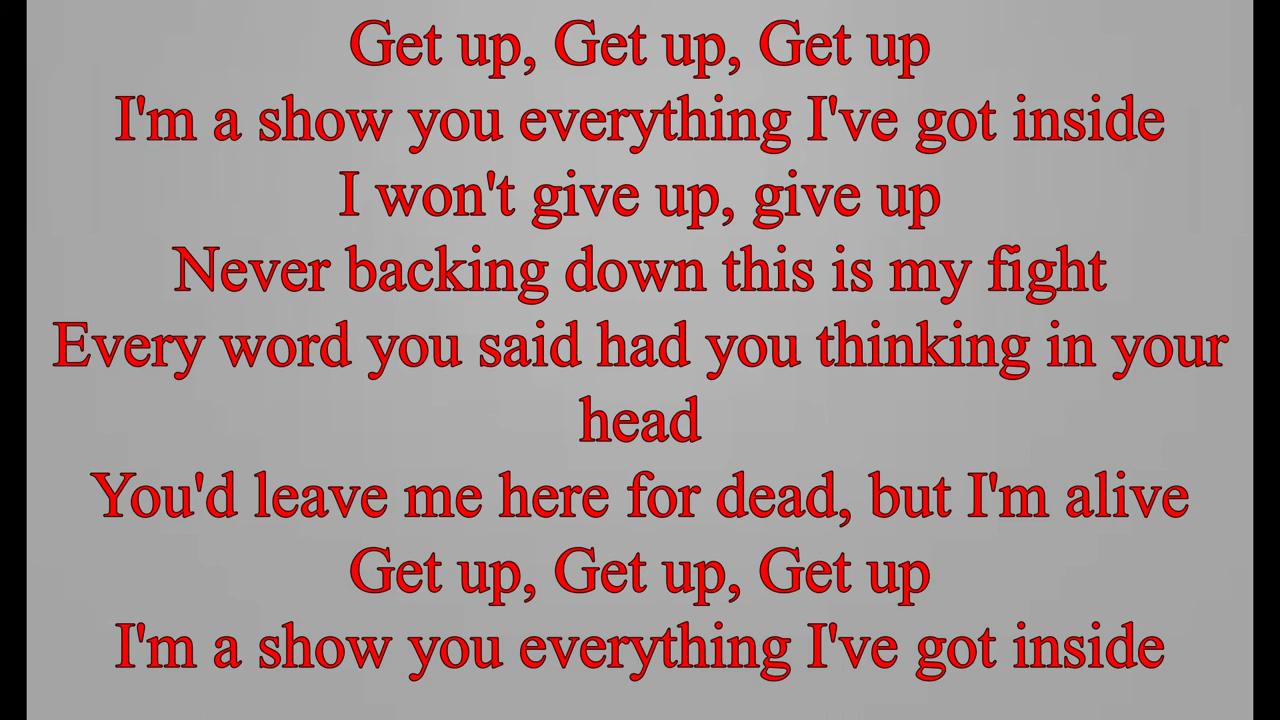 Get up, Get up, Get up
I'm a show you everything I've got inside
I won't give up, give up
Never backing down this is my fight
Every word you said had you thinking in your
head
You'd leave me here for dead, but I'm alive
Get up, Get up, Get up
I'm a show you everything I've got inside